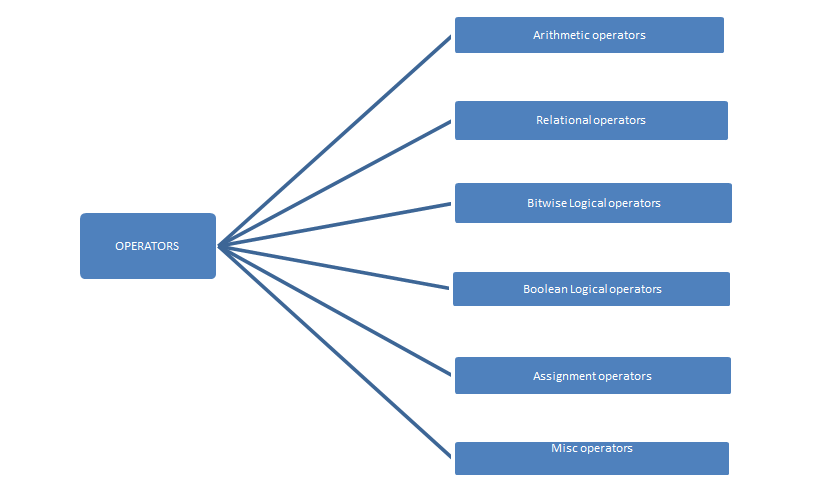 Arithmetic operators
Relational operators
Bitwise Logical operators
OPERATORS
Boolean Logical operators
Assignment operators
Misc operators